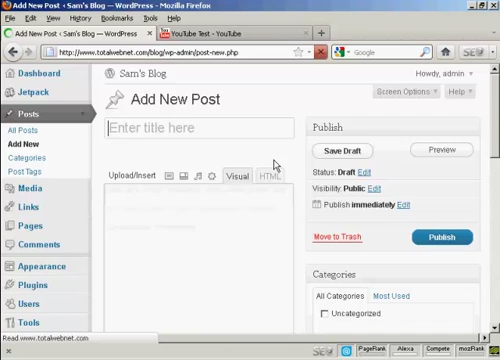 Add New Post ‹ Sam's Blog — WordPress — Mozilla Firefox
File Edit View History Bookmarks Tools Help
Add New Post ‹ Sam's Blog — WordPress
YouTube Test - YouTube
http://www.totalwebnet.com/blog/wp-admin/post-new.php
Google
Dashboard
Jetpack
Posts
All Posts
Add New
Categories
Post Tags
Media
Links
Pages
Comments
Appearance
Plugins
Users
Tools
Sam's Blog
Howdy, admin
Screen Options
Help
Add New Post
Enter title here
Upload/Insert
Visual
HTML
Publish
Save Draft
Preview
Status: Draft Edit
Visibility: Public Edit
Publish immediately Edit
Move to Trash
Publish
Categories
All Categories
Most Used
Uncategorized
Read www.totalwebnet.com
PageRank
Alexa
Compete
mozRank